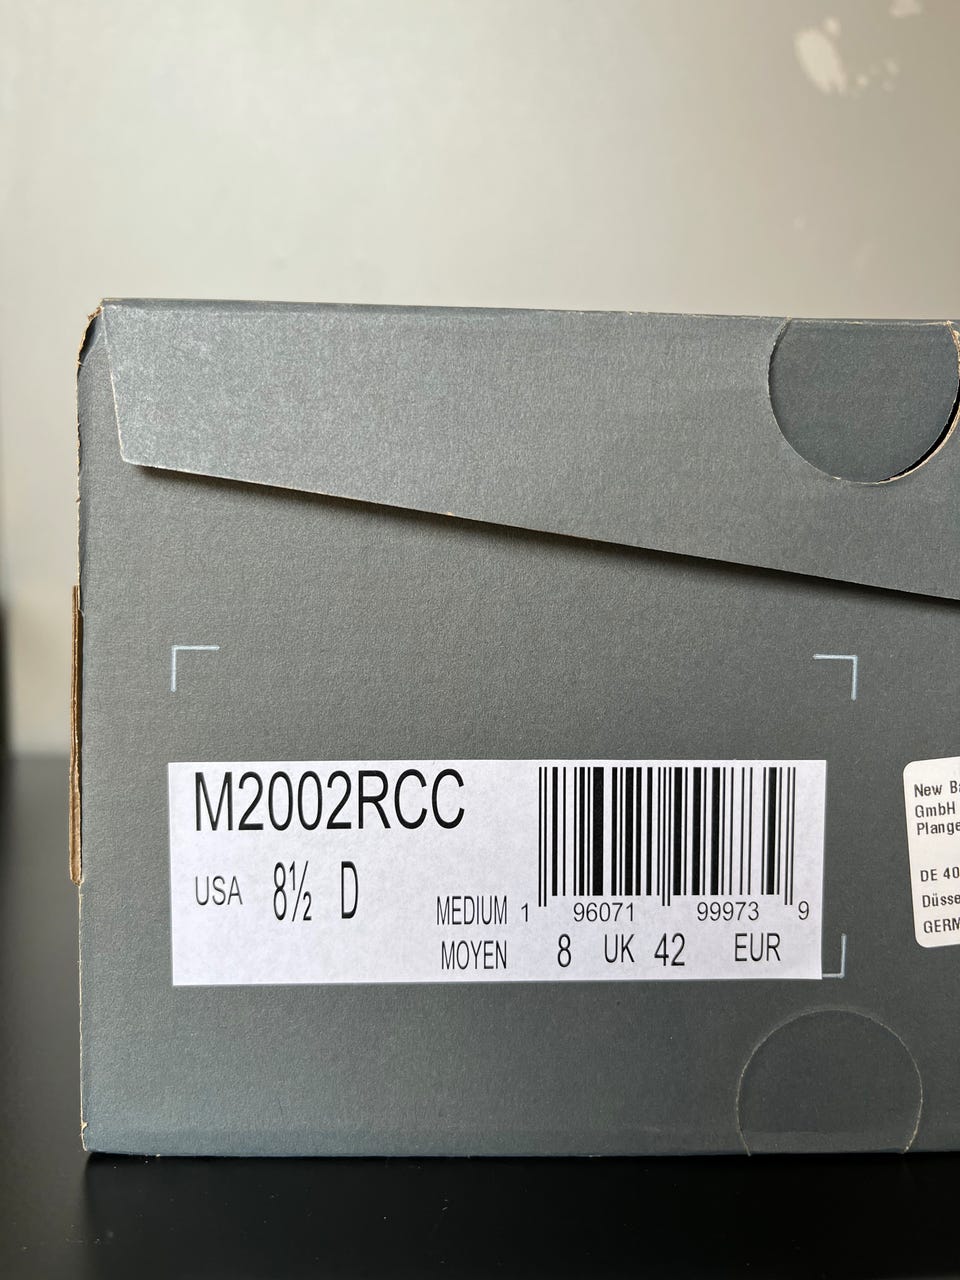 M2002RCC
USA 8½ D
MEDIUM
MOYEN
1 96071 99973 9
8 UK 42 EUR
New Ba
GmbH
Plange
DE 40
Düsse
GERM